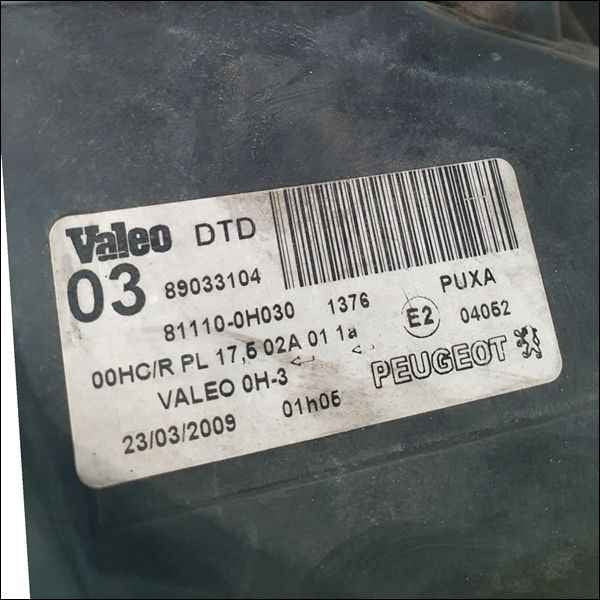 Valeo DTD
03 89033104
81110-0H030 1376 PUXA
00HC/R PL 17,5 02A 01 1a E2 04052
VALEO 0H-3 PEUGEOT
23/03/2009 01h05